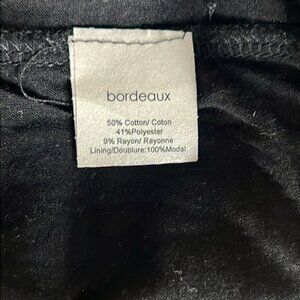 bordeaux
50% Cotton/ Coton
41%Polyester
9% Rayon/ Rayonne
Lining/Doublure:100%Modal